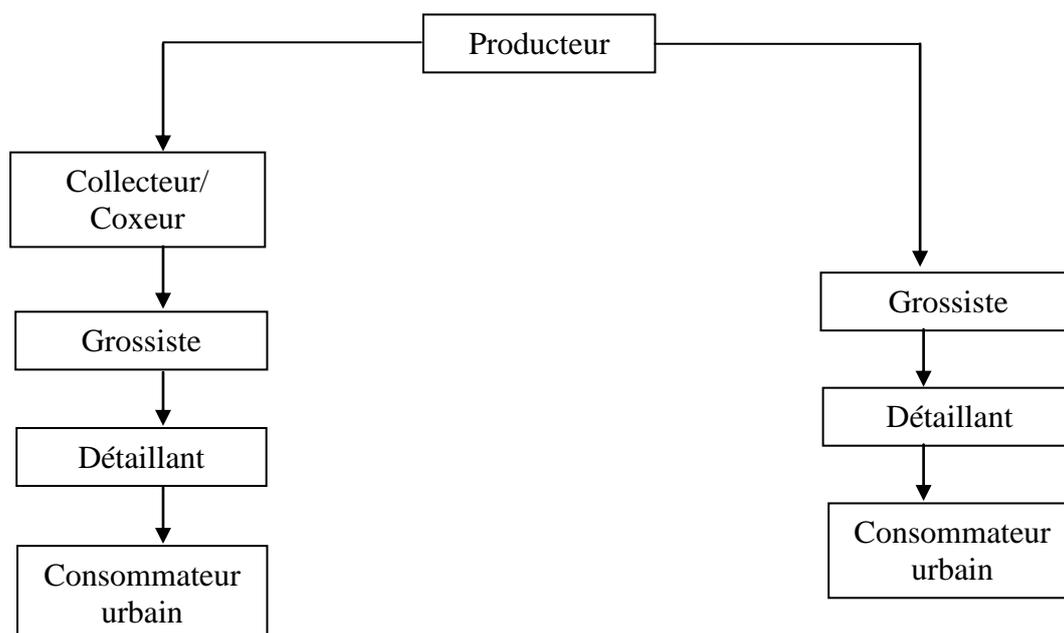 Producteur
Collecteur/
Coxeur
Grossiste
Détaillant
Consommateur
urbain
Grossiste
Détaillant
Consommateur
urbain